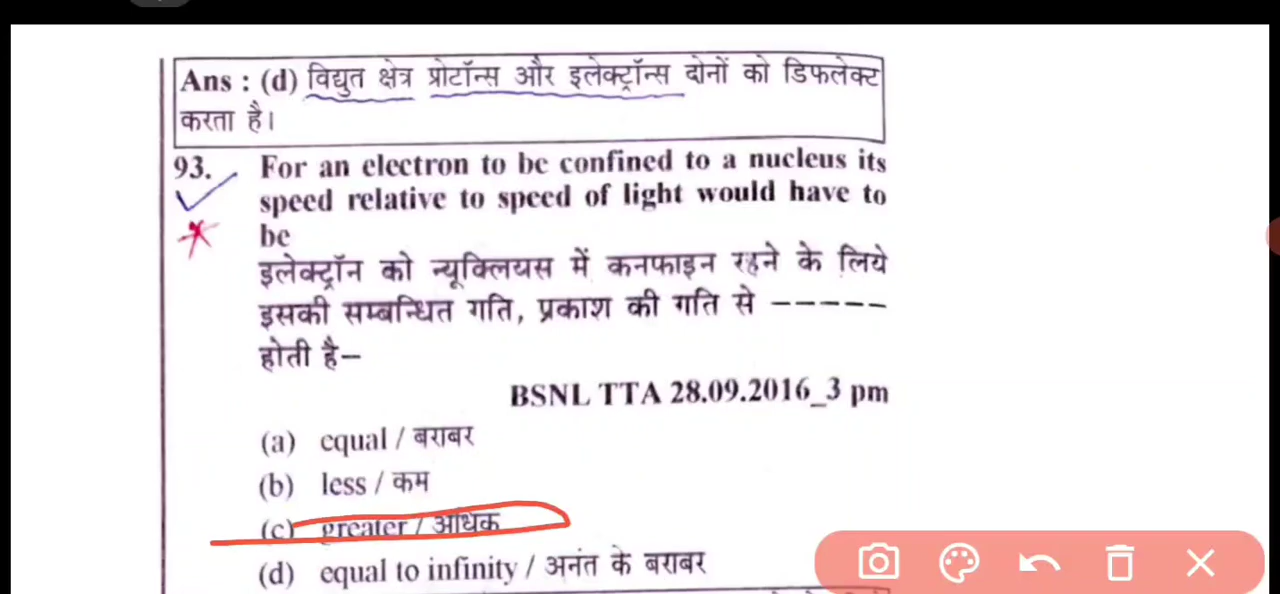 Ans : (d) विद्युत क्षेत्र प्रोटॉन्स और इलेक्ट्रॉन्स दोनों को डिफलेक्ट
करता है।
93. For an electron to be confined to a nucleus its
speed relative to speed of light would have to
be
इलेक्ट्रॉन को न्यूक्लियस में कनफाइन रहने के लिये
इसकी सम्बन्धित गति, प्रकाश की गति से -----
होती है–
BSNL TTA 28.09.2016_3 pm
(a) equal / बराबर
(b) less / कम
(c) greater / अधिक
(d) equal to infinity / अनंत के बराबर